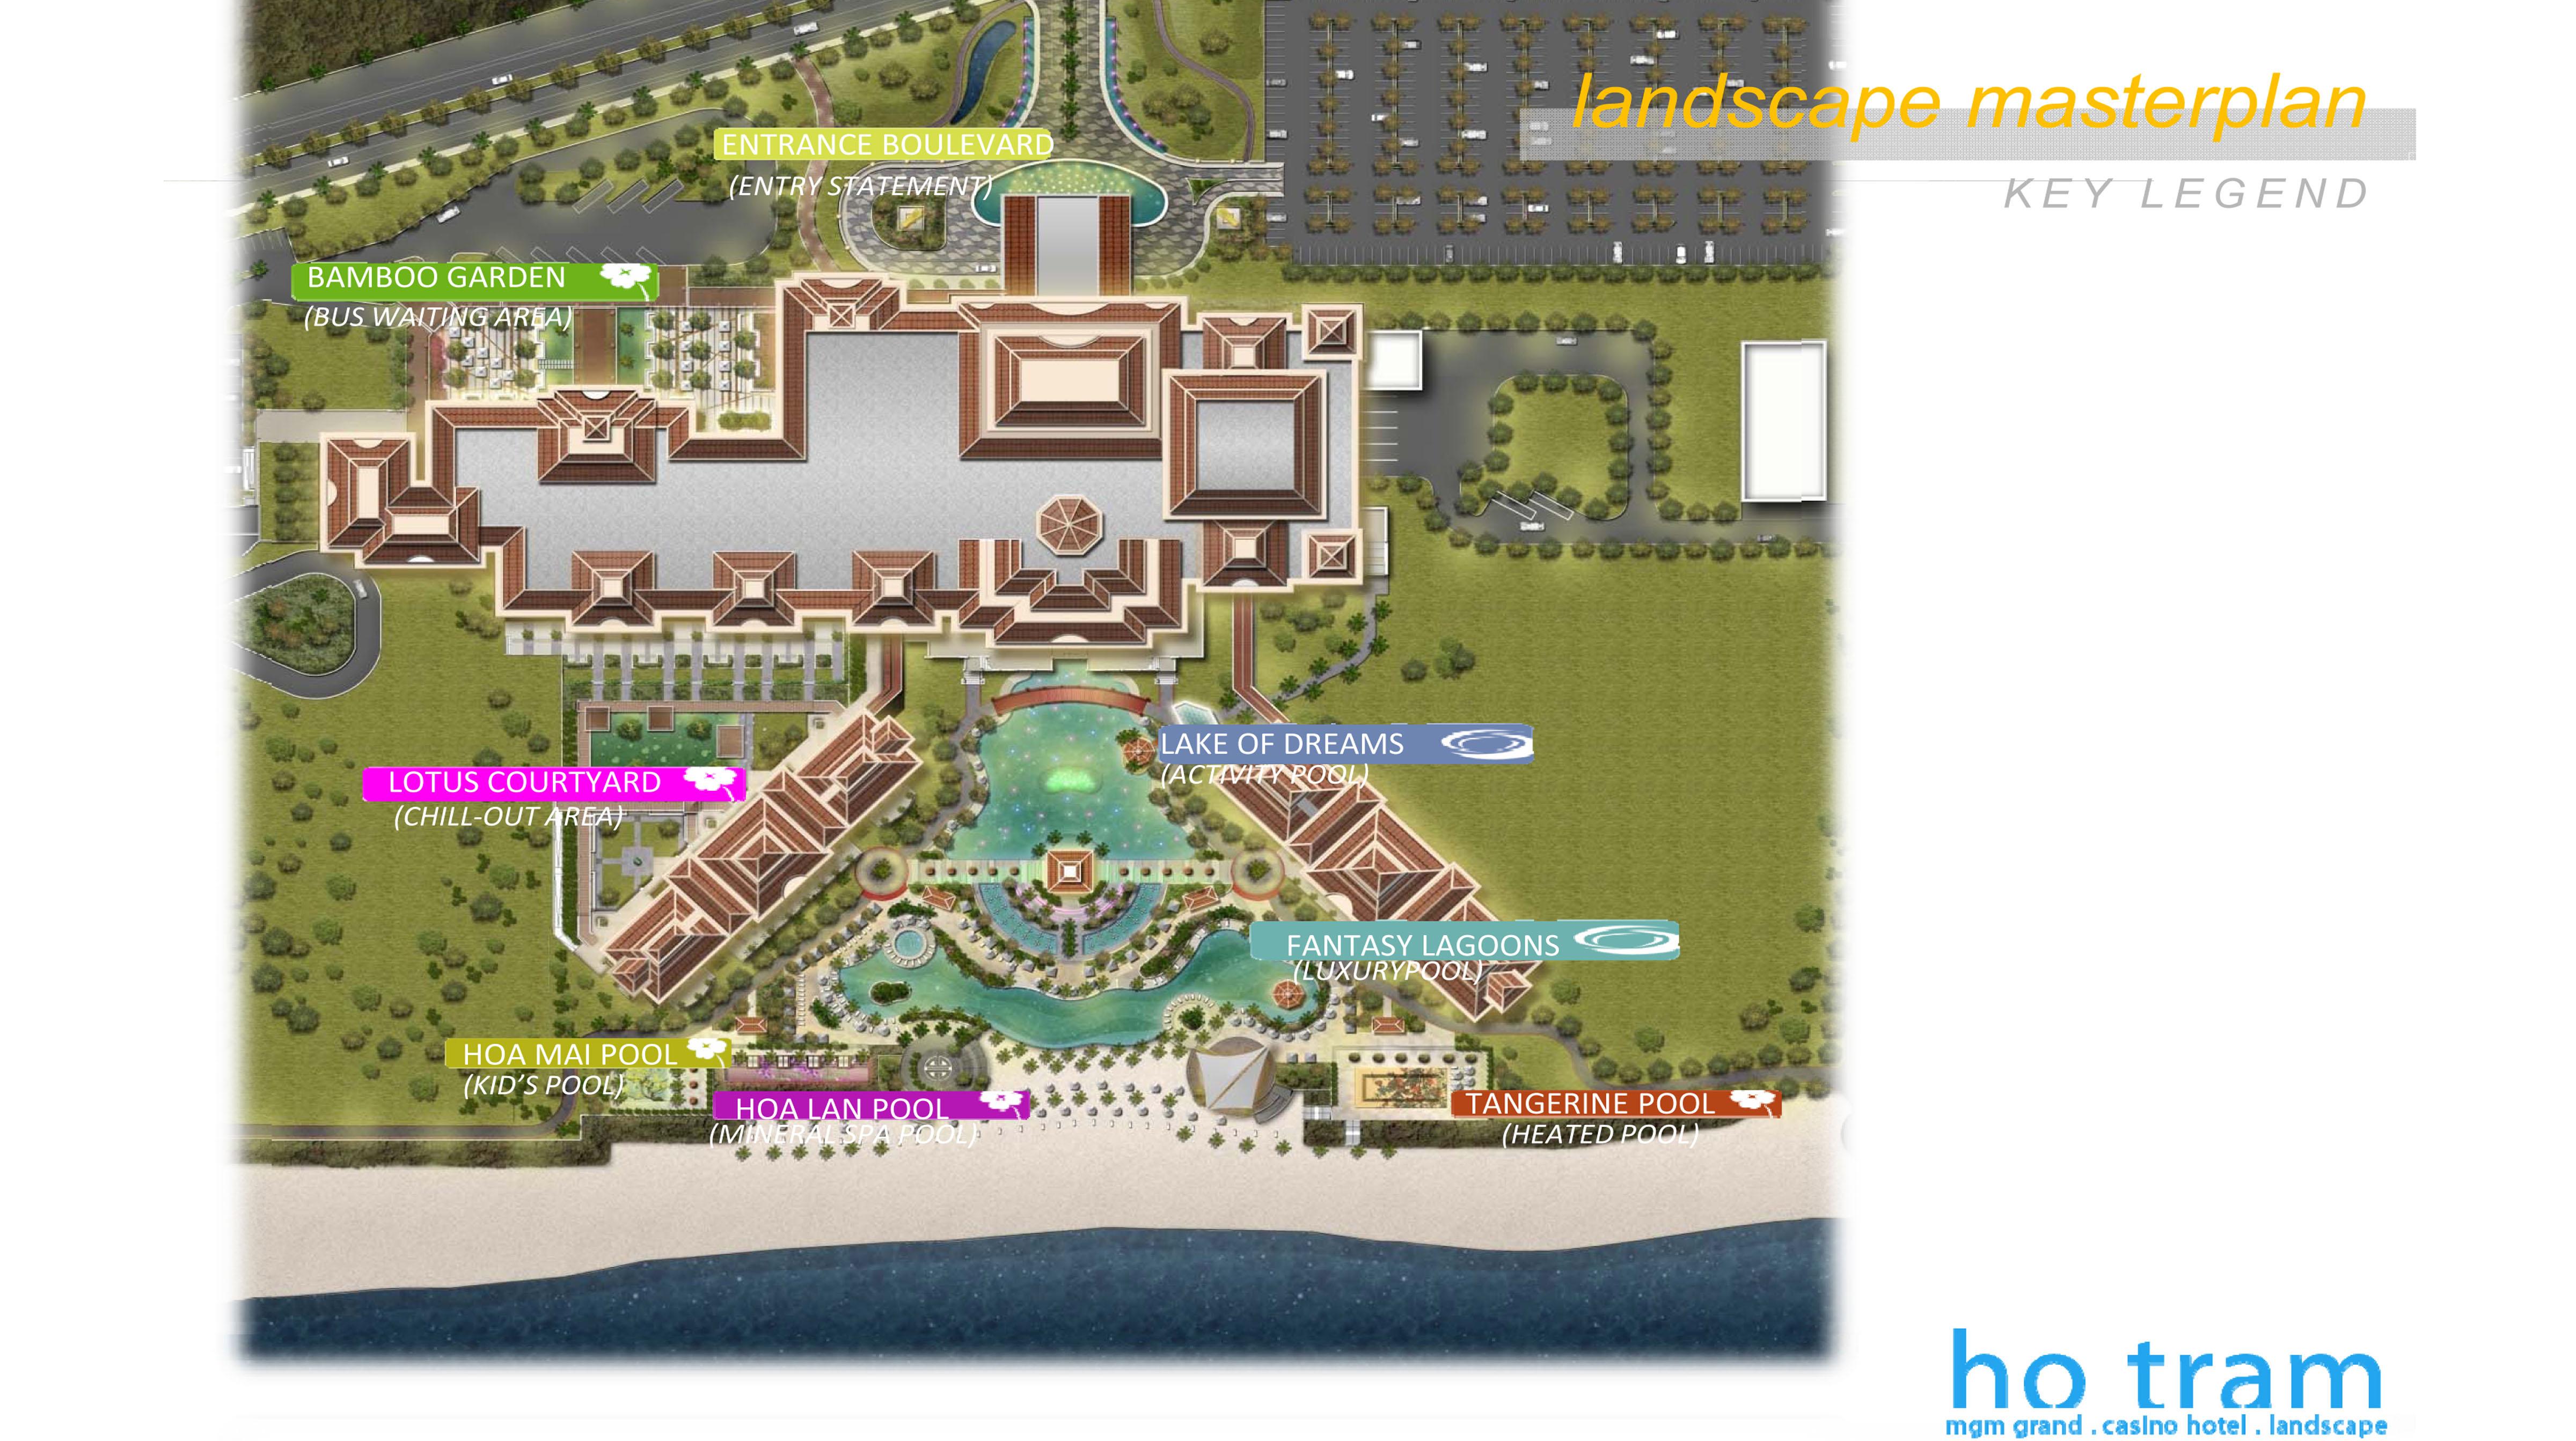 landscape masterplan
KEY LEGEND
ENTRANCE BOULEVARD
(ENTRY STATEMENT)
BAMBOO GARDEN
(BUS WAITING AREA)
LAKE OF DREAMS
(ACTIVITY POOL)
LOTUS COURTYARD
(CHILL-OUT AREA)
FANTASY LAGOONS
(LUXURYPOOL)
HOA MAI POOL
(KID’S POOL)
HOA LAN POOL
(MINERAL SPA POOL)
TANGERINE POOL
(HEATED POOL)
ho tram
mgm grand . casino hotel . landscape